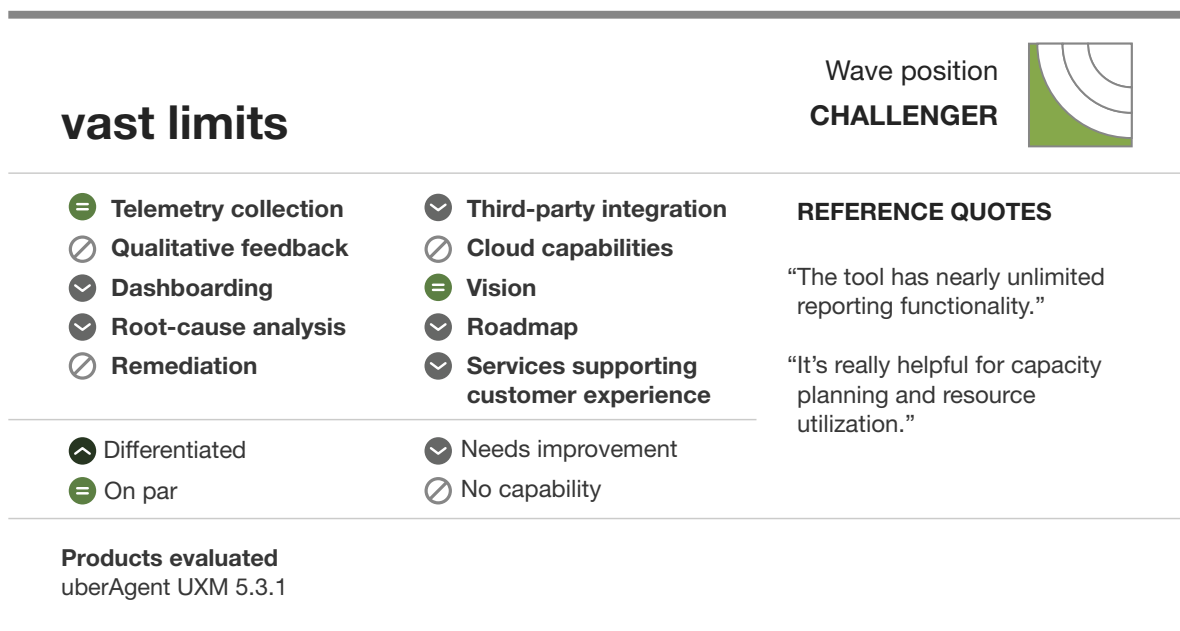 vast limits
Wave position
CHALLENGER
Telemetry collection
Qualitative feedback
Dashboarding
Root-cause analysis
Remediation
Third-party integration
Cloud capabilities
Vision
Roadmap
Services supporting
customer experience
REFERENCE QUOTES
“The tool has nearly unlimited
reporting functionality.”
“It’s really helpful for capacity
planning and resource
utilization.”
Differentiated
On par
Needs improvement
No capability
Products evaluated
uberAgent UXM 5.3.1